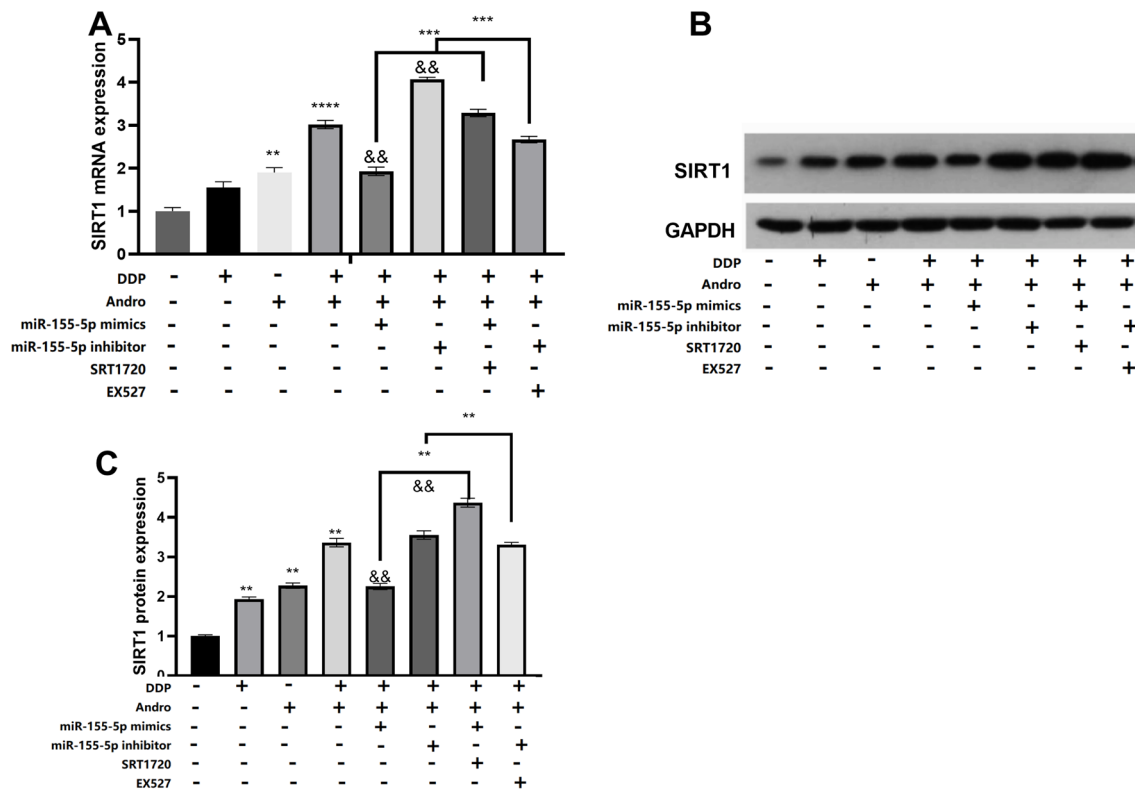 A
***
***
&&
****
**
&&
SIRT1 mRNA expression
5
4
3
2
1
0
DDP - + - + + + + +
Andro - - + + + + + +
miR-155-5p mimics - - - - + - + -
miR-155-5p inhibitor - - - - - + - +
SRT1720 - - - - - - + -
EX527 - - - - - - - +
B
SIRT1
GAPDH
DDP - + - + + + + +
Andro - - + + + + + +
miR-155-5p mimics - - - - + - + -
miR-155-5p inhibitor - - - - - + - +
SRT1720 - - - - - - + -
EX527 - - - - - - - +
C
**
**
&&
**
&&
**
**
SIRT1 protein expression
5
4
3
2
1
0
DDP - + - + + + + +
Andro - - + + + + + +
miR-155-5p mimics - - - - + - + -
miR-155-5p inhibitor - - - - - + - +
SRT1720 - - - - - - + -
EX527 - - - - - - - +